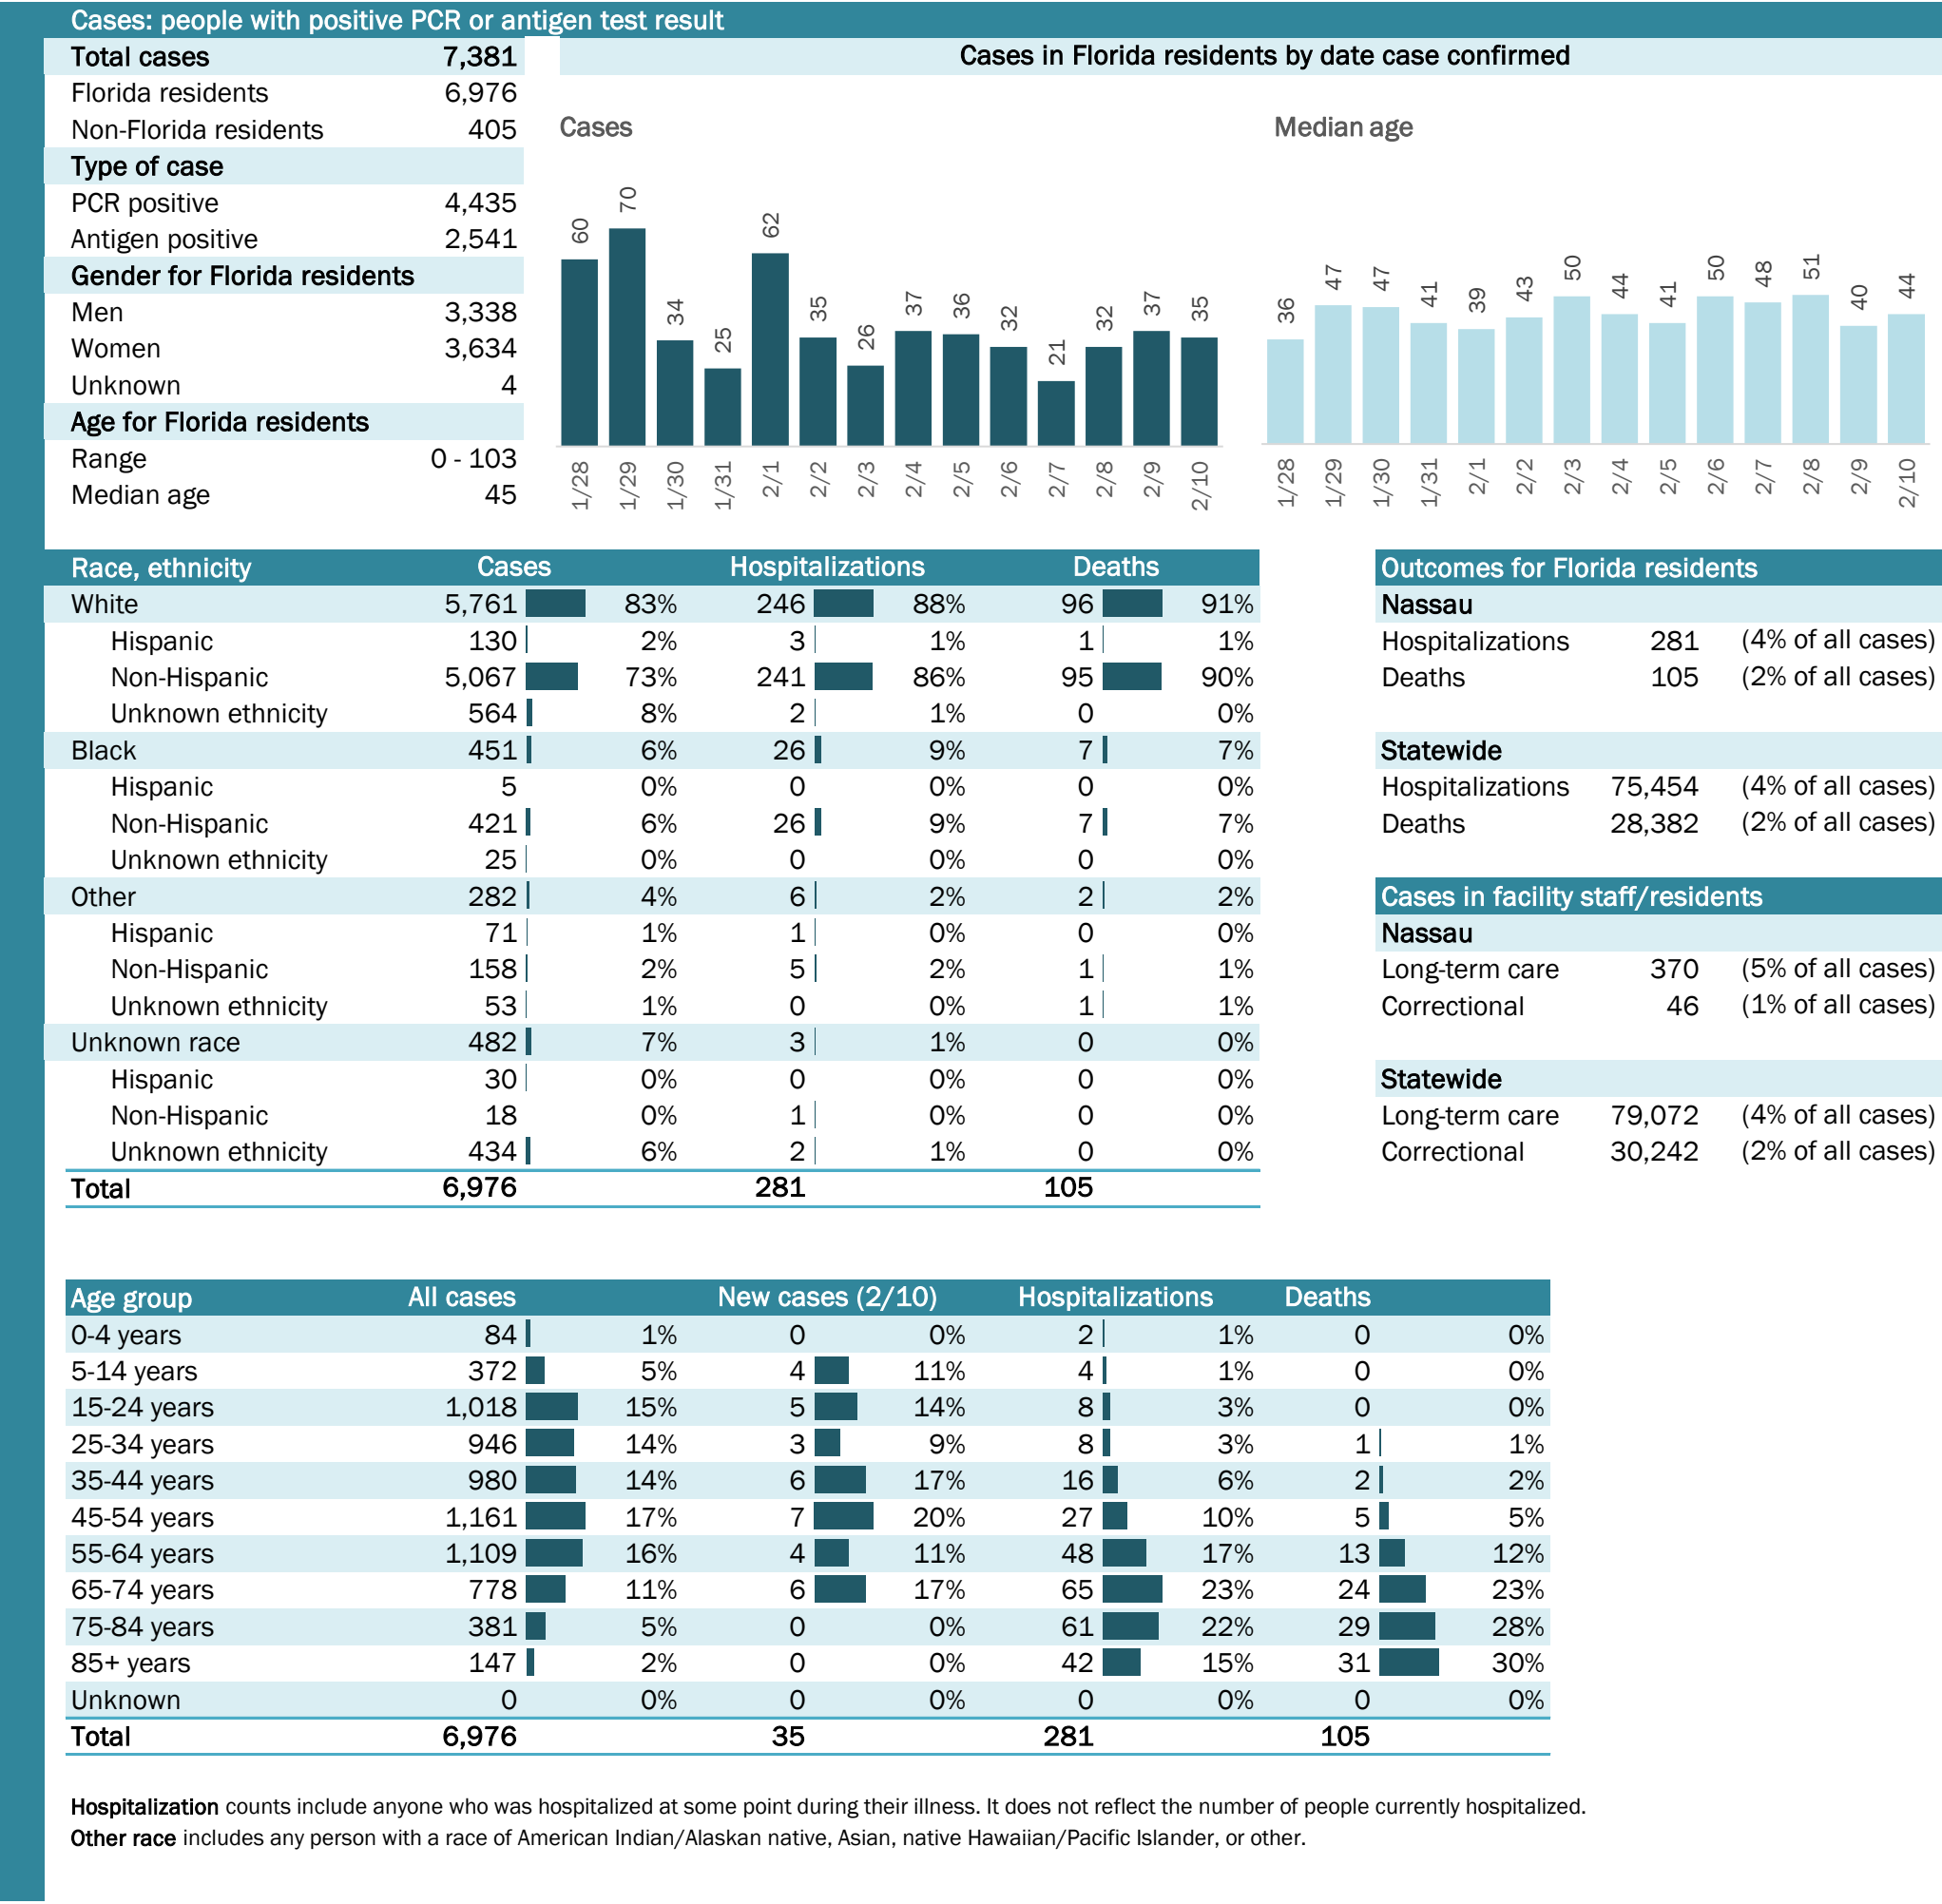 Cases: people with positive PCR or antigen test result
Total cases 7,381
Florida residents 6,976
Non-Florida residents 405
Type of case
PCR positive 4,435
Antigen positive 2,541
Gender for Florida residents
Men 3,338
Women 3,634
Unknown 4
Age for Florida residents
Range 0 - 103
Median age 45
Cases in Florida residents by date case confirmed
Cases
60 70 34 25 62 35 26 37 36 32 21 32 37 35
1/28 1/29 1/30 1/31 2/1 2/2 2/3 2/4 2/5 2/6 2/7 2/8 2/9 2/10
Median age
36 47 47 41 39 43 50 44 41 50 48 51 40 44
1/28 1/29 1/30 1/31 2/1 2/2 2/3 2/4 2/5 2/6 2/7 2/8 2/9 2/10
Race, ethnicity Cases Hospitalizations Deaths
White 5,761 83% 246 88% 96 91%
Hispanic 130 2% 3 1% 1 1%
Non-Hispanic 5,067 73% 241 86% 95 90%
Unknown ethnicity 564 8% 2 1% 0 0%
Black 451 6% 26 9% 7 7%
Hispanic 5 0% 0 0% 0 0%
Non-Hispanic 421 6% 26 9% 7 7%
Unknown ethnicity 25 0% 0 0% 0 0%
Other 282 4% 6 2% 2 2%
Hispanic 71 1% 1 0% 0 0%
Non-Hispanic 158 2% 5 2% 1 1%
Unknown ethnicity 53 1% 0 0% 1 1%
Unknown race 482 7% 3 1% 0 0%
Hispanic 30 0% 0 0% 0 0%
Non-Hispanic 18 0% 1 0% 0 0%
Unknown ethnicity 434 6% 2 1% 0 0%
Total 6,976 281 105
Outcomes for Florida residents
Nassau
Hospitalizations 281 (4% of all cases)
Deaths 105 (2% of all cases)
Statewide
Hospitalizations 75,454 (4% of all cases)
Deaths 28,382 (2% of all cases)
Cases in facility staff/residents
Nassau
Long-term care 370 (5% of all cases)
Correctional 46 (1% of all cases)
Statewide
Long-term care 79,072 (4% of all cases)
Correctional 30,242 (2% of all cases)
Age group All cases New cases (2/10) Hospitalizations Deaths
0-4 years 84 1% 0 0% 2 1% 0 0%
5-14 years 372 5% 4 11% 4 1% 0 0%
15-24 years 1,018 15% 5 14% 8 3% 0 0%
25-34 years 946 14% 3 9% 8 3% 1 1%
35-44 years 980 14% 6 17% 16 6% 2 2%
45-54 years 1,161 17% 7 20% 27 10% 5 5%
55-64 years 1,109 16% 4 11% 48 17% 13 12%
65-74 years 778 11% 6 17% 65 23% 24 23%
75-84 years 381 5% 0 0% 61 22% 29 28%
85+ years 147 2% 0 0% 42 15% 31 30%
Unknown 0 0% 0 0% 0 0% 0 0%
Total 6,976 35 281 105
Hospitalization counts include anyone who was hospitalized at some point during their illness. It does not reflect the number of people currently hospitalized.
Other race includes any person with a race of American Indian/Alaskan native, Asian, native Hawaiian/Pacific Islander, or other.